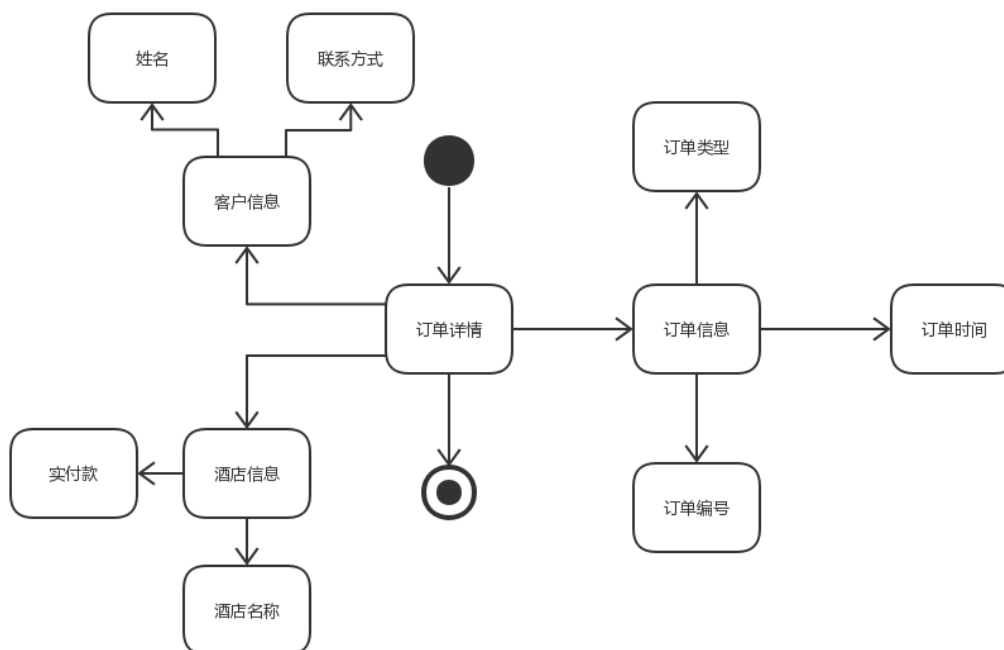 姓名
联系方式
订单类型
客户信息
订单详情
订单信息
订单时间
实付款
酒店信息
订单编号
酒店名称